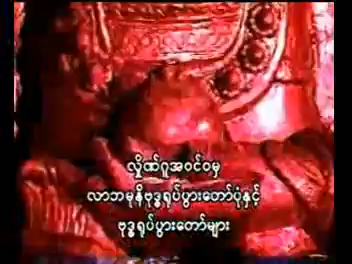 လှိုဏ်ဂူအဝင်ဝမှ
လာဘမုနိဗုဒ္ဓရုပ်ပွားတော်ပုံနှင့်
ဗုဒ္ဓရုပ်ပွားတော်များ